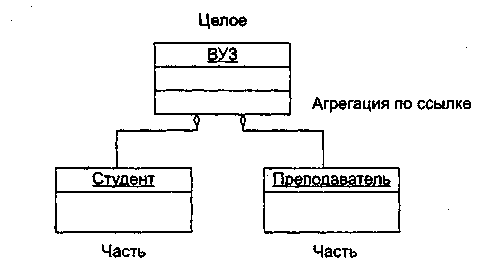 Целое
ВУЗ
Агрегация по ссылке
Студент
Преподаватель
Часть
Часть